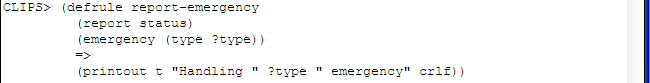 CLIPS> (defrule report-emergency
(report status)
(emergency (type ?type))
=>
(printout t "Handling " ?type " emergency" crlf))